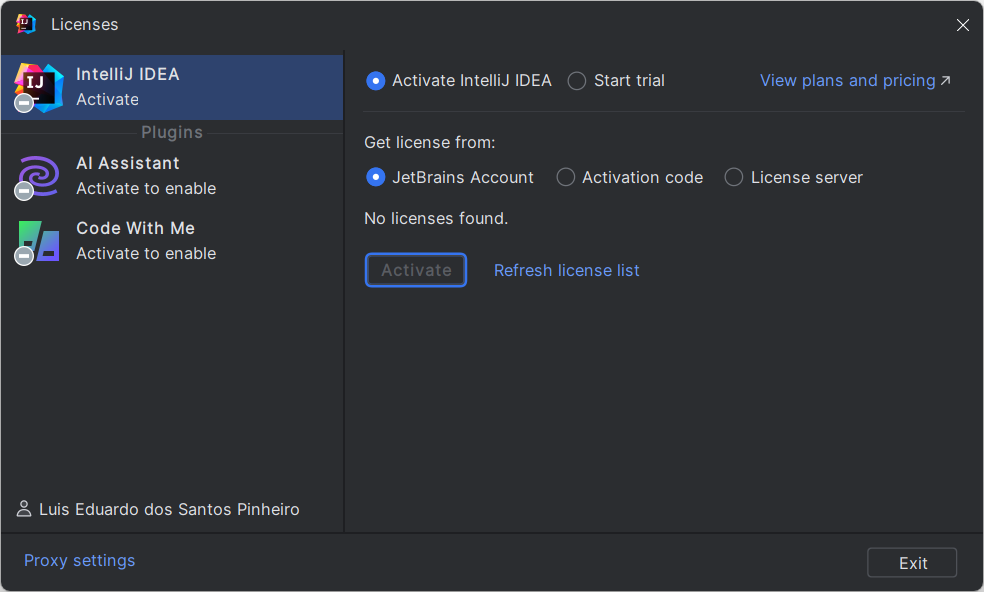 Licenses
IntelliJ IDEA
Activate
Plugins
AI Assistant
Activate to enable
Code With Me
Activate to enable
Luis Eduardo dos Santos Pinheiro
Activate IntelliJ IDEA Start trial View plans and pricing ↗
Get license from:
JetBrains Account Activation code License server
No licenses found.
Activate Refresh license list
Proxy settings Exit
IJ
IJ